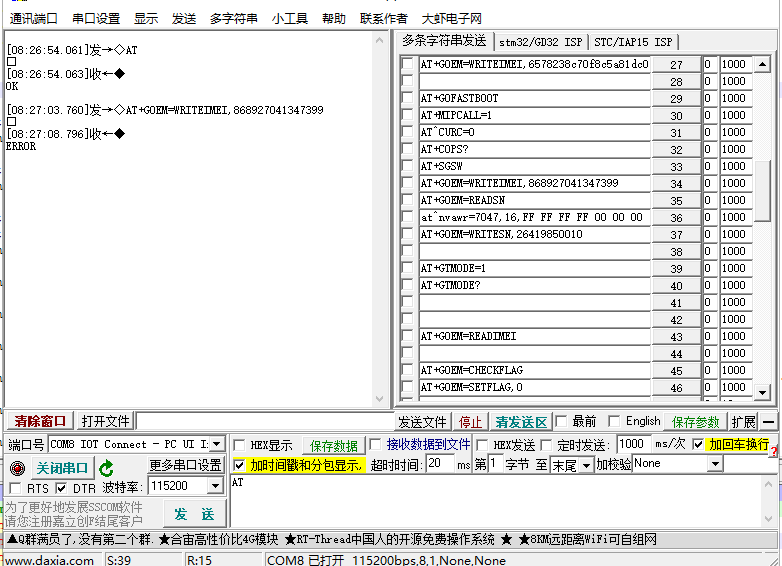 通讯端口 串口设置 显示 发送 多字符串 小工具 帮助 联系作者 大虾电子网
[08:26:54.061]发→◇AT
□
[08:26:54.063]收←◆
OK
[08:27:03.760]发→◇AT+GOEM=WRITEIMEI,868927041347399
□
[08:27:08.796]收←◆
ERROR
多条字符串发送 stm32/GD32 ISP STC/IAP15 ISP
AT+GOEM=WRITEIMEI,6578238c70f8c5a81dc0 27 0 1000
28 0 1000
AT+GOFASTBOOT 29 0 1000
AT+MIPCALL=1 30 0 1000
AT^CURC=0 31 0 1000
AT+COPS? 32 0 1000
AT+SGSW 33 0 1000
AT+GOEM=WRITEIMEI,868927041347399 34 0 1000
AT+GOEM=READSN 35 0 1000
at^nvawr=7047,16,FF FF FF FF 00 00 00 36 0 1000
AT+GOEM=WRITESN,26419850010 37 0 1000
38 0 1000
AT+GTMODE=1 39 0 1000
AT+GTMODE? 40 0 1000
41 0 1000
42 0 1000
AT+GOEM=READIMEI 43 0 1000
44 0 1000
AT+GOEM=CHECKFLAG 45 0 1000
AT+GOEM=SETFLAG,0 46 0 1000
清除窗口 打开文件 发送文件 停止 清发送区 最前 English 保存参数 扩展 —
端口号 COM8 IOT Connect - PC UI I HEX显示 保存数据 接收数据到文件 HEX发送 定时发送: 1000 ms/次 加回车换行 ?
关闭串口 更多串口设置 加时间戳和分包显示, 超时时间: 20 ms 第 1 字节 至 末尾 加校验 None
RTS DTR 波特率: 115200 AT
为了更好地发展SSCOM软件
请您注册嘉立创F结尾客户 发 送
▲Q群满员了,没有第二个群. ★合宙高性价比4G模块 ★RT-Thread中国人的开源免费操作系统 ★ ★8KM远距离WiFi可自组网
www.daxia.com S:39 R:15 COM8 已打开 115200bps,8,1,None,None